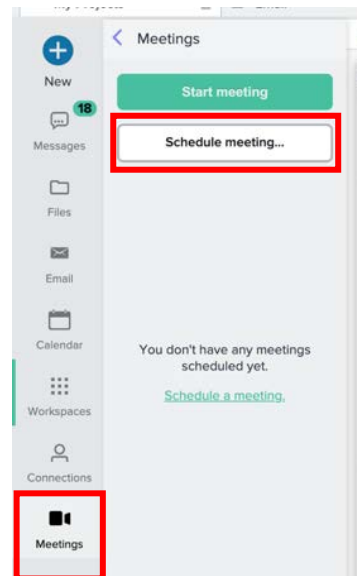 Meetings
New
Start meeting
18
Messages
Schedule meeting...
Files
Email
Calendar
You don't have any meetings
scheduled yet.
Schedule a meeting.
Workspaces
Connections
Meetings